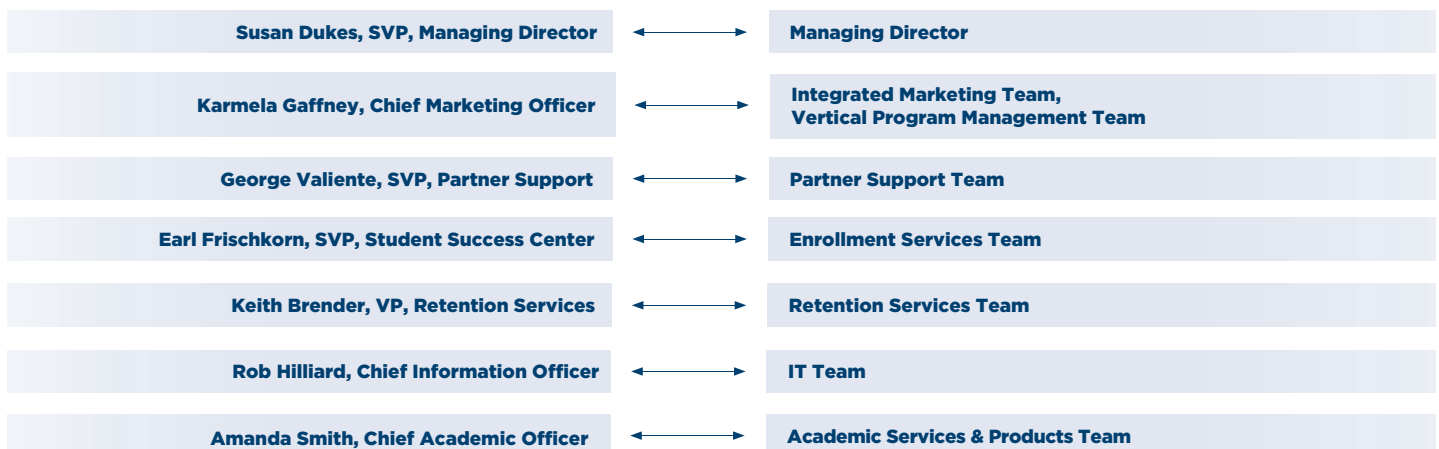 Susan Dukes, SVP, Managing Director
Managing Director
Karmela Gaffney, Chief Marketing Officer
Integrated Marketing Team,
Vertical Program Management Team
George Valiente, SVP, Partner Support
Partner Support Team
Earl Frischkorn, SVP, Student Success Center
Enrollment Services Team
Keith Brender, VP, Retention Services
Retention Services Team
Rob Hilliard, Chief Information Officer
IT Team
Amanda Smith, Chief Academic Officer
Academic Services & Products Team